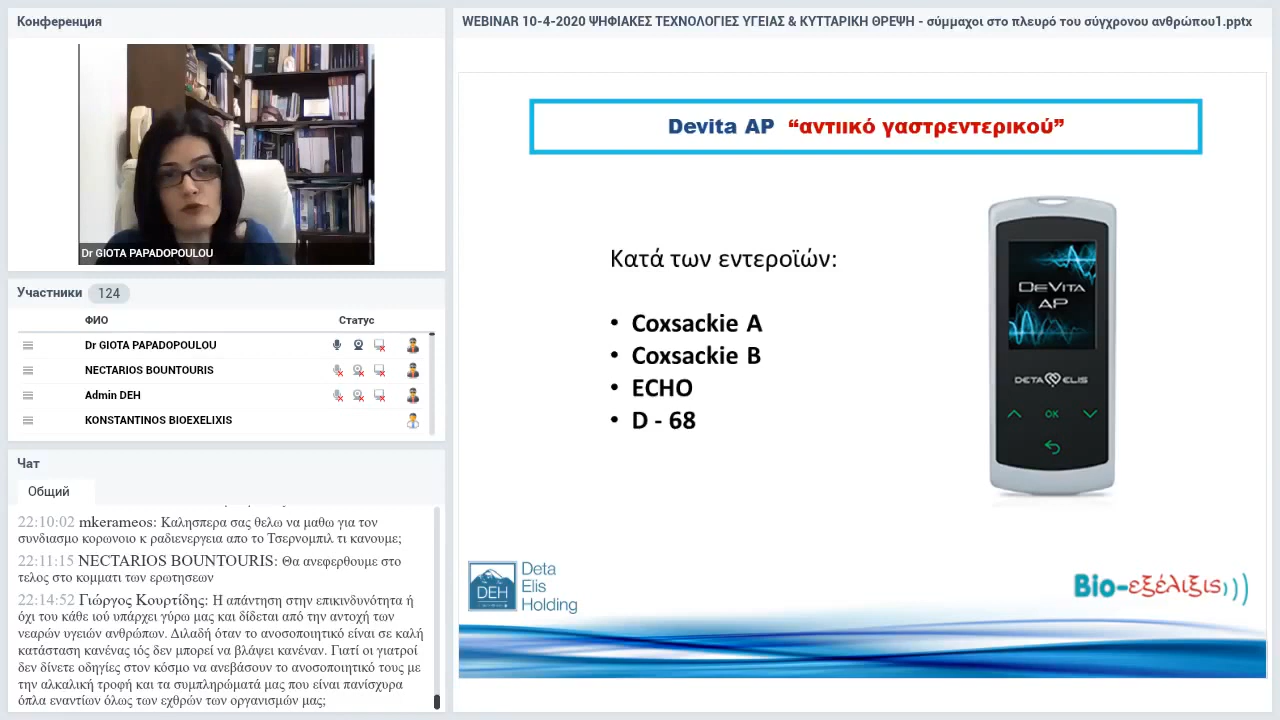 Конференция
Dr GIOTA PAPADOPOULOU
Участники 124
ФИО Статус
Dr GIOTA PAPADOPOULOU
NECTARIOS BOUNTOURIS
Admin DEH
KONSTANTINOS BIOEXELIXIS
Чат
Общий
22:10:02 mkerameos: Καλησπερα σας θελω να μαθω για τον
συνδιασμο κορωνοιο κ ραδιενεργεια απο το Τσερνομπιλ τι κανουμε;
22:11:15 NECTARIOS BOUNTOURIS: Θα ανεφερθουμε στο
τελος στο κομματι των ερωτησεων
22:14:52 Γιώργος Κουρτίδης: Η απάντηση στην επικινδυνότητα ή
όχι του κάθε ιού υπάρχει γύρω μας και δίδεται από την αντοχή των
νεαρών υγειών ανθρώπων. Διλαδή όταν το ανοσοποιητικό είναι σε καλή
κατάσταση κανένας ιός δεν μπορεί να βλάψει κανέναν. Γιατί οι γιατροί
δεν δίνετε οδηγίες στον κόσμο να ανεβάσουν το ανοσοποιητικό τους με
την αλκαλική τροφή και τα συμπληρώματά μας που είναι πανίσχυρα
όπλα εναντίων όλως των εχθρών των οργανισμών μας;
WEBINAR 10-4-2020 ΨΗΦΙΑΚΕΣ ΤΕΧΝΟΛΟΓΙΕΣ ΥΓΕΙΑΣ & ΚΥΤΤΑΡΙΚΗ ΘΡΕΨΗ - σύμμαχοι στο πλευρό του σύγχρονου ανθρώπου1.pptx
Devita AP “αντιικό γαστρεντερικού”
Κατά των εντεροϊών:
• Coxsackie A
• Coxsackie B
• ECHO
• D - 68
DEVITA
AP
DETA ELIS
OK
DEH
Deta
Elis
Holding
Bio-εξέλιξις